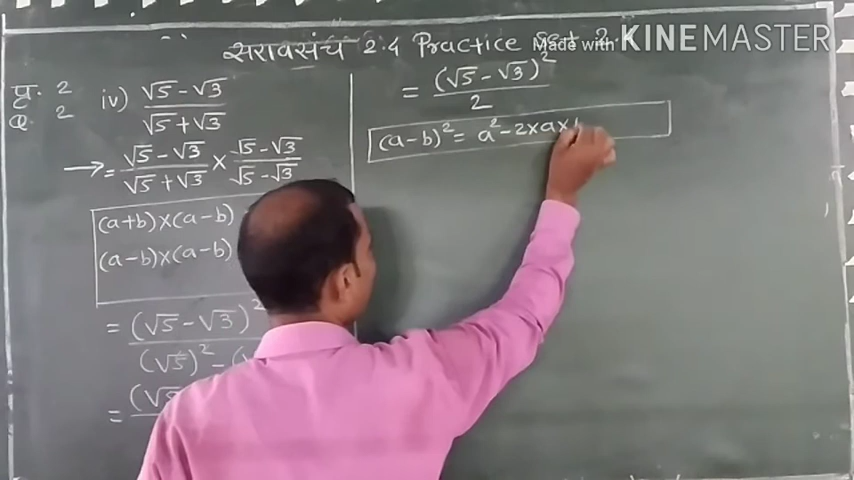 सरावसंच 2.4 Practice Set 2.
Made with KINEMASTER
प्र. 2
Q 2
iv) √5 - √3 / √5 + √3
→ = √5 - √3 / √5 + √3 × √5 - √3 / √5 - √3
(a+b)×(a-b)
(a-b)×(a-b)
= (√5 - √3)² / (√5)² - (
= (√5
= (√5 - √3)² / 2
(a-b)² = a² - 2×a×